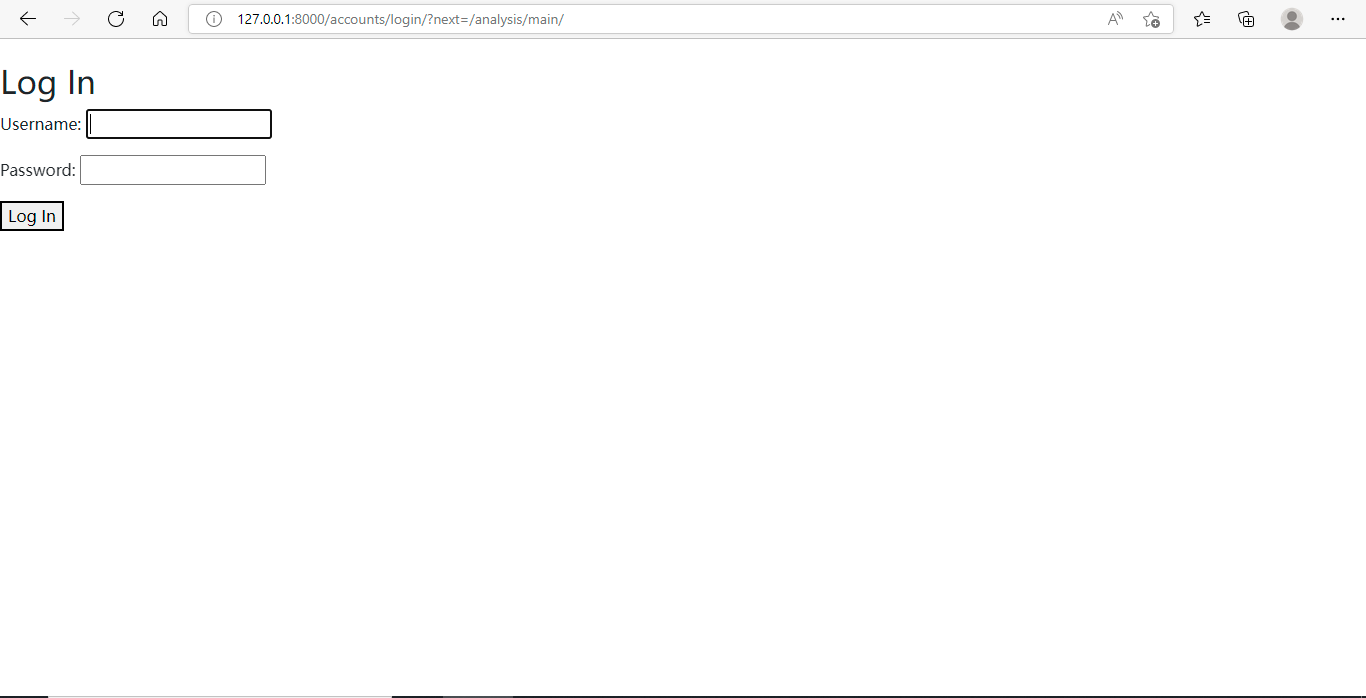 127.0.0.1:8000/accounts/login/?next=/analysis/main/
Log In
Username:
Password:
Log In